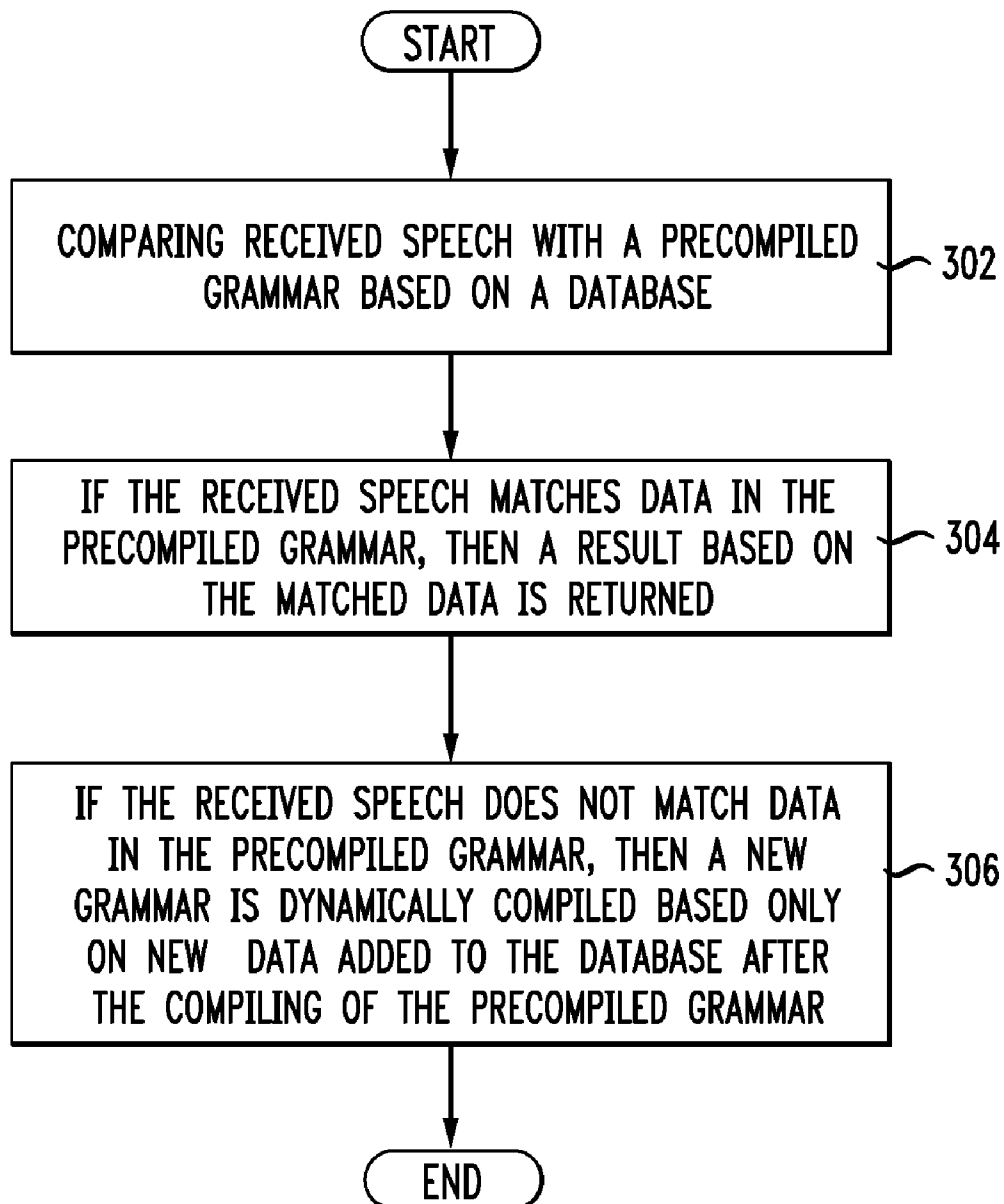 START
COMPARING RECEIVED SPEECH WITH A PRECOMPILED
GRAMMAR BASED ON A DATABASE
302
IF THE RECEIVED SPEECH MATCHES DATA IN THE
PRECOMPILED GRAMMAR, THEN A RESULT BASED ON
THE MATCHED DATA IS RETURNED
304
IF THE RECEIVED SPEECH DOES NOT MATCH DATA
IN THE PRECOMPILED GRAMMAR, THEN A NEW
GRAMMAR IS DYNAMICALLY COMPILED BASED ONLY
ON NEW DATA ADDED TO THE DATABASE AFTER
THE COMPILING OF THE PRECOMPILED GRAMMAR
306
END